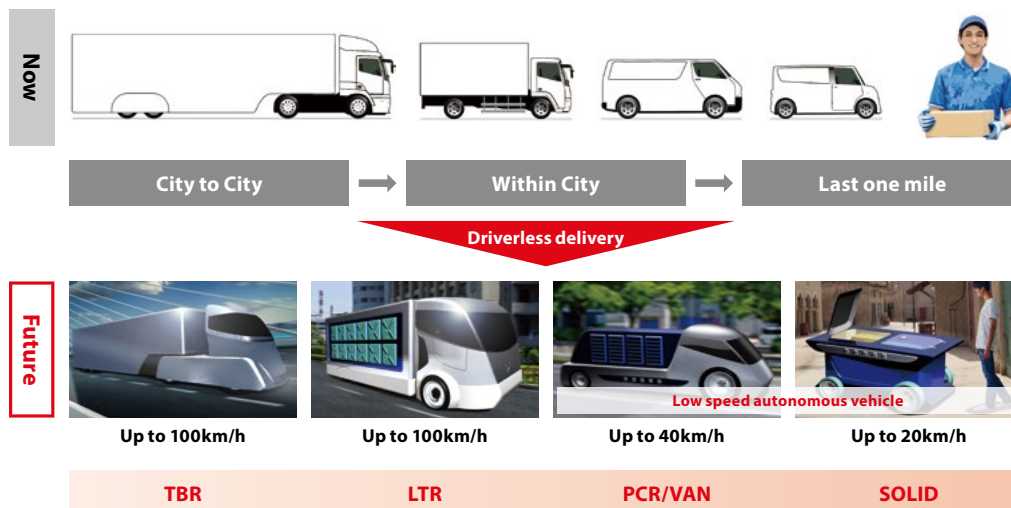 Now
City to City
Within City
Last one mile
Driverless delivery
Future
Low speed autonomous vehicle
Up to 100km/h
Up to 100km/h
Up to 40km/h
Up to 20km/h
TBR
LTR
PCR/VAN
SOLID